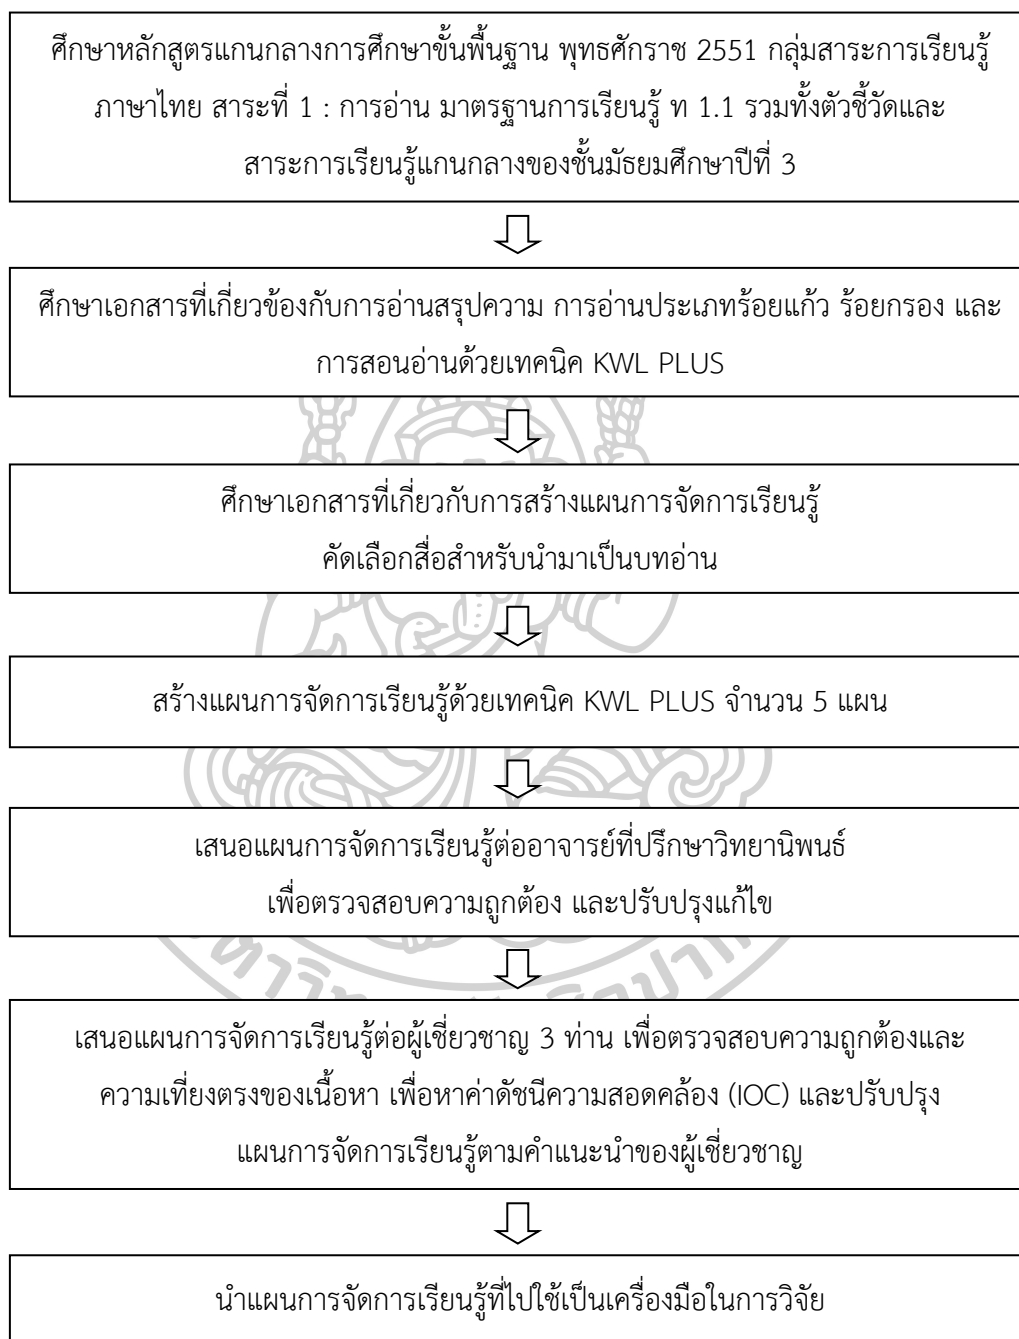 ศึกษาหลักสูตรแกนกลางการศึกษาขั้นพื้นฐาน พุทธศักราช 2551 กลุ่มสาระการเรียนรู้
ภาษาไทย สาระที่ 1 : การอ่าน มาตรฐานการเรียนรู้ ท 1.1 รวมทั้งตัวชี้วัดและ
สาระการเรียนรู้แกนกลางของชั้นมัธยมศึกษาปีที่ 3
ศึกษาเอกสารที่เกี่ยวข้องกับการอ่านสรุปความ การอ่านประเภทร้อยแก้ว ร้อยกรอง และ
การสอนอ่านด้วยเทคนิค KWL PLUS
ศึกษาเอกสารที่เกี่ยวกับการสร้างแผนการจัดการเรียนรู้
คัดเลือกสื่อสำหรับนำมาเป็นบทอ่าน
สร้างแผนการจัดการเรียนรู้ด้วยเทคนิค KWL PLUS จำนวน 5 แผน
เสนอแผนการจัดการเรียนรู้ต่ออาจารย์ที่ปรึกษาวิทยานิพนธ์
เพื่อตรวจสอบความถูกต้อง และปรับปรุงแก้ไข
เสนอแผนการจัดการเรียนรู้ต่อผู้เชี่ยวชาญ 3 ท่าน เพื่อตรวจสอบความถูกต้องและ
ความเที่ยงตรงของเนื้อหา เพื่อหาค่าดัชนีความสอดคล้อง (IOC) และปรับปรุง
แผนการจัดการเรียนรู้ตามคำแนะนำของผู้เชี่ยวชาญ
นำแผนการจัดการเรียนรู้ที่ไปใช้เป็นเครื่องมือในการวิจัย